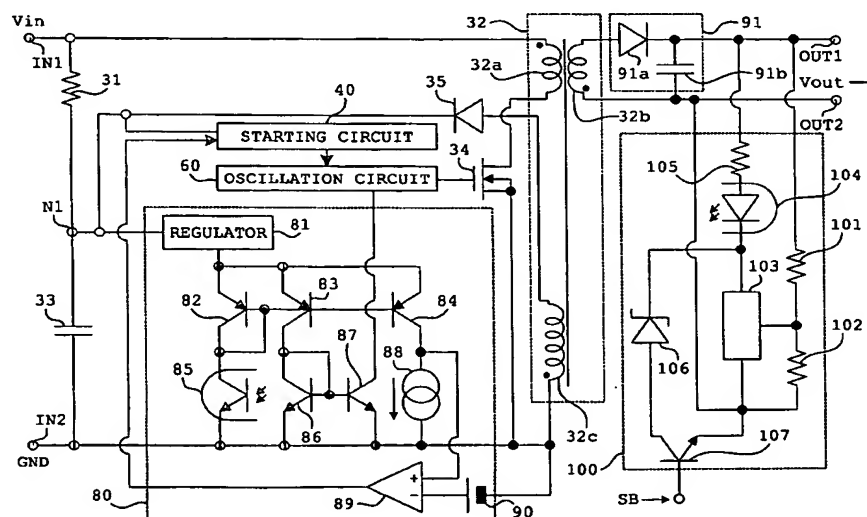 Vin
IN1
31
40
35
32
91
32a
91a
91b
OUT1
Vout
OUT2
32b
STARTING CIRCUIT
34
60
OSCILLATION CIRCUIT
105
104
N1
REGULATOR
81
101
82
83
84
103
33
87
88
102
85
106
86
32c
IN2
GND
107
100
80
89
+
−
90
SB